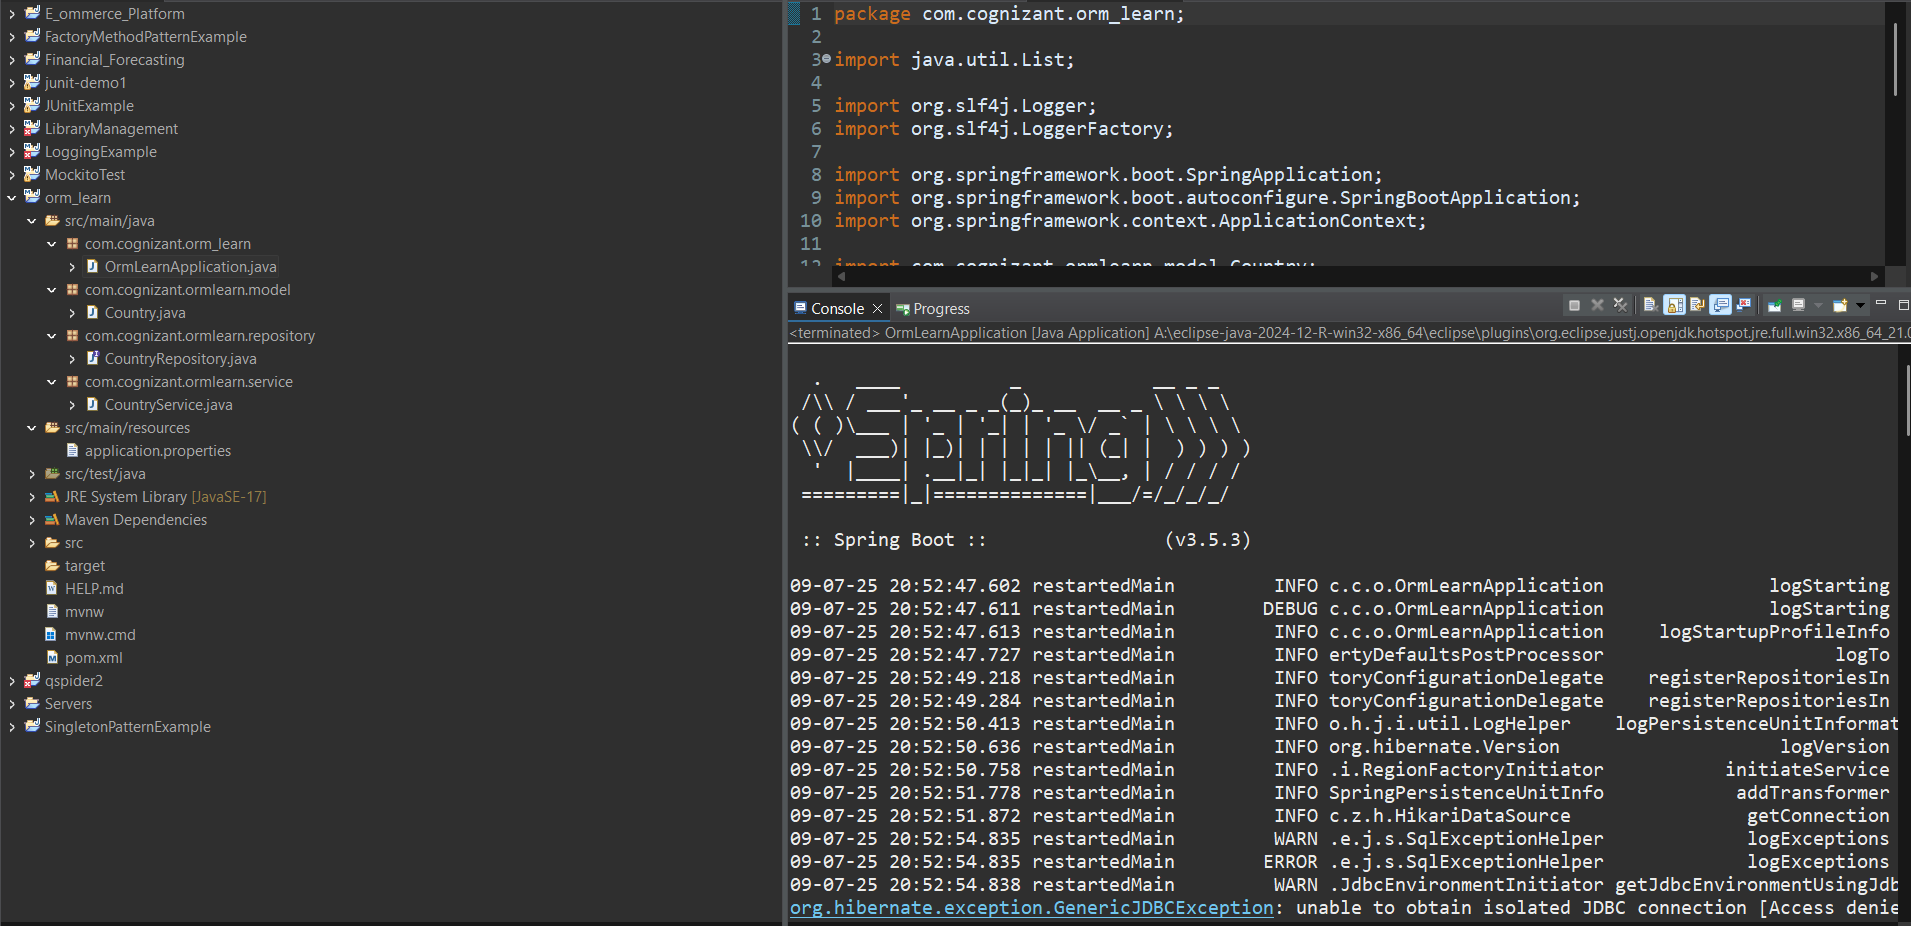 E_ommerce_Platform
FactoryMethodPatternExample
Financial_Forecasting
junit-demo1
JUnitExample
LibraryManagement
LoggingExample
MockitoTest
orm_learn
src/main/java
com.cognizant.orm_learn
OrmLearnApplication.java
com.cognizant.ormlearn.model
Country.java
com.cognizant.ormlearn.repository
CountryRepository.java
com.cognizant.ormlearn.service
CountryService.java
src/main/resources
application.properties
src/test/java
JRE System Library [JavaSE-17]
Maven Dependencies
src
target
HELP.md
mvnw
mvnw.cmd
pom.xml
qspider2
Servers
SingletonPatternExample
1 package com.cognizant.orm_learn;
2
3 import java.util.List;
4
5 import org.slf4j.Logger;
6 import org.slf4j.LoggerFactory;
7
8 import org.springframework.boot.SpringApplication;
9 import org.springframework.boot.autoconfigure.SpringBootApplication;
10 import org.springframework.context.ApplicationContext;
11
12 import com.cognizant.ormlearn.model.Country;
Console Progress
<terminated> OrmLearnApplication [Java Application] A:\eclipse-java-2024-12-R-win32-x86_64\eclipse\plugins\org.eclipse.justj.openjdk.hotspot.jre.full.win32.x86_64_21.0
Spring
:: Spring Boot :: (v3.5.3)
09-07-25 20:52:47.602 restartedMain INFO c.c.o.OrmLearnApplication logStarting
09-07-25 20:52:47.611 restartedMain DEBUG c.c.o.OrmLearnApplication logStarting
09-07-25 20:52:47.613 restartedMain INFO c.c.o.OrmLearnApplication logStartupProfileInfo
09-07-25 20:52:47.727 restartedMain INFO ertyDefaultsPostProcessor logTo
09-07-25 20:52:49.218 restartedMain INFO toryConfigurationDelegate registerRepositoriesIn
09-07-25 20:52:49.284 restartedMain INFO toryConfigurationDelegate registerRepositoriesIn
09-07-25 20:52:50.413 restartedMain INFO o.h.j.i.util.LogHelper logPersistenceUnitInformat
09-07-25 20:52:50.636 restartedMain INFO org.hibernate.Version logVersion
09-07-25 20:52:50.758 restartedMain INFO .i.RegionFactoryInitiator initiateService
09-07-25 20:52:51.778 restartedMain INFO SpringPersistenceUnitInfo addTransformer
09-07-25 20:52:51.872 restartedMain INFO c.z.h.HikariDataSource getConnection
09-07-25 20:52:54.835 restartedMain WARN .e.j.s.SqlExceptionHelper logExceptions
09-07-25 20:52:54.835 restartedMain ERROR .e.j.s.SqlExceptionHelper logExceptions
09-07-25 20:52:54.838 restartedMain WARN .JdbcEnvironmentInitiator getJdbcEnvironmentUsingJdb
org.hibernate.exception.GenericJDBCException: unable to obtain isolated JDBC connection [Access denie